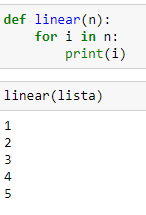 def linear(n):
    for i in n:
        print(i)
linear(lista)
1
2
3
4
5